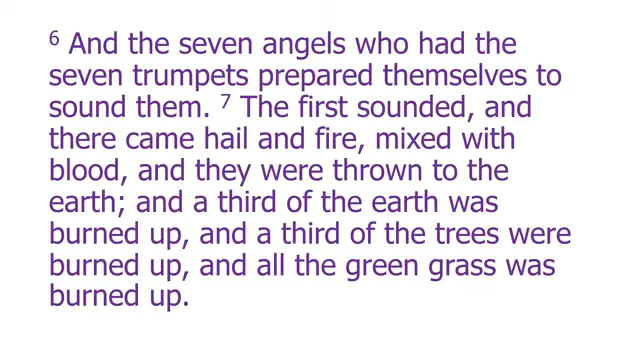 6 And the seven angels who had the
seven trumpets prepared themselves to
sound them. 7 The first sounded, and
there came hail and fire, mixed with
blood, and they were thrown to the
earth; and a third of the earth was
burned up, and a third of the trees were
burned up, and all the green grass was
burned up.